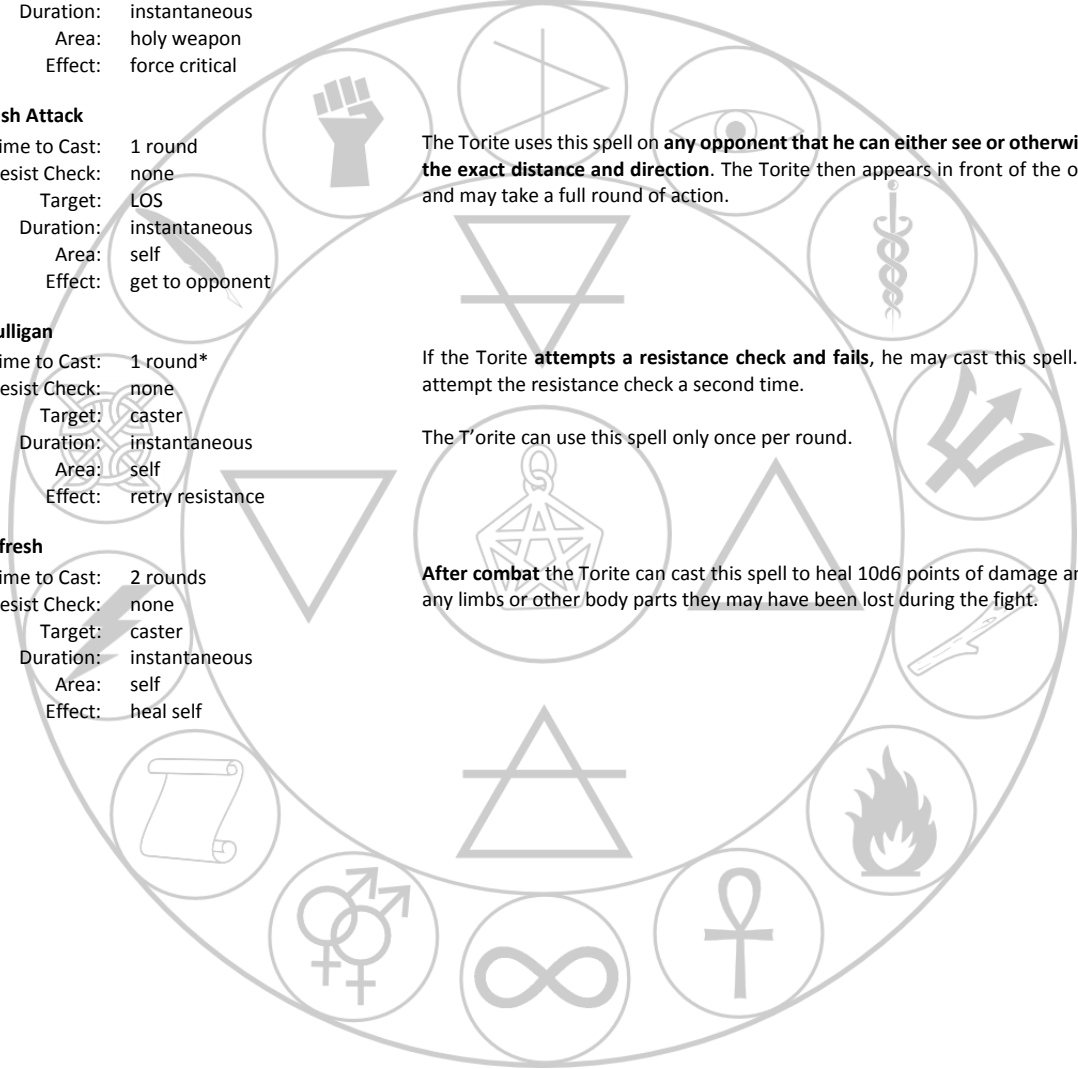 Duration: instantaneous
Area: holy weapon
Effect: force critical
sh Attack
ime to Cast: 1 round
esist Check: none
Target: LOS
Duration: instantaneous
Area: self
Effect: get to opponent
The Torite uses this spell on any opponent that he can either see or otherwi
the exact distance and direction. The Torite then appears in front of the o
and may take a full round of action.
ulligan
ime to Cast: 1 round*
esist Check: none
Target: caster
Duration: instantaneous
Area: self
Effect: retry resistance
If the Torite attempts a resistance check and fails, he may cast this spell.
attempt the resistance check a second time.
The T'orite can use this spell only once per round.
fresh
ime to Cast: 2 rounds
esist Check: none
Target: caster
Duration: instantaneous
Area: self
Effect: heal self
After combat the Torite can cast this spell to heal 10d6 points of damage an
any limbs or other body parts they may have been lost during the fight.